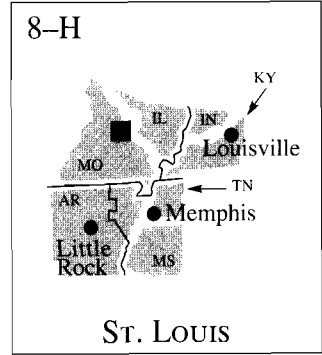 8--H
KY
IL
IN
Louisville
MO
TN
AR
Memphis
Little
Rock
MS
ST. LOUIS